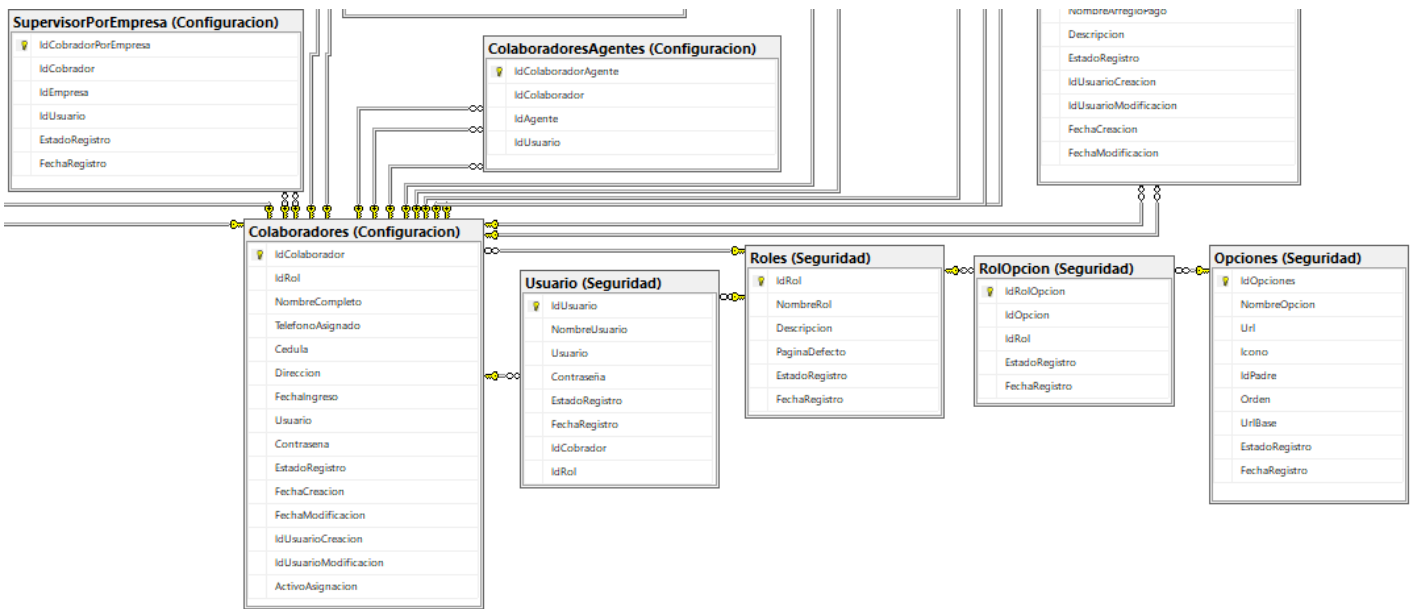 SupervisorPorEmpresa (Configuracion)
IdCobradorPorEmpresa
IdCobrador
IdEmpresa
IdUsuario
EstadoRegistro
FechaRegistro
ColaboradoresAgentes (Configuracion)
IdColaboradorAgente
IdColaborador
IdAgente
IdUsuario
NombreArregloPago
Descripcion
EstadoRegistro
IdUsuarioCreacion
IdUsuarioModificacion
FechaCreacion
FechaModificacion
Colaboradores (Configuracion)
IdColaborador
IdRol
NombreCompleto
TelefonoAsignado
Cedula
Direccion
FechaIngreso
Usuario
Contrasena
EstadoRegistro
FechaCreacion
FechaModificacion
IdUsuarioCreacion
IdUsuarioModificacion
ActivoAsignacion
Usuario (Seguridad)
IdUsuario
NombreUsuario
Usuario
Contraseña
EstadoRegistro
FechaRegistro
IdCobrador
IdRol
Roles (Seguridad)
IdRol
NombreRol
Descripcion
PaginaDefecto
EstadoRegistro
FechaRegistro
RolOpcion (Seguridad)
IdRolOpcion
IdOpcion
IdRol
EstadoRegistro
FechaRegistro
Opciones (Seguridad)
IdOpciones
NombreOpcion
Url
Icono
IdPadre
Orden
UrlBase
EstadoRegistro
FechaRegistro